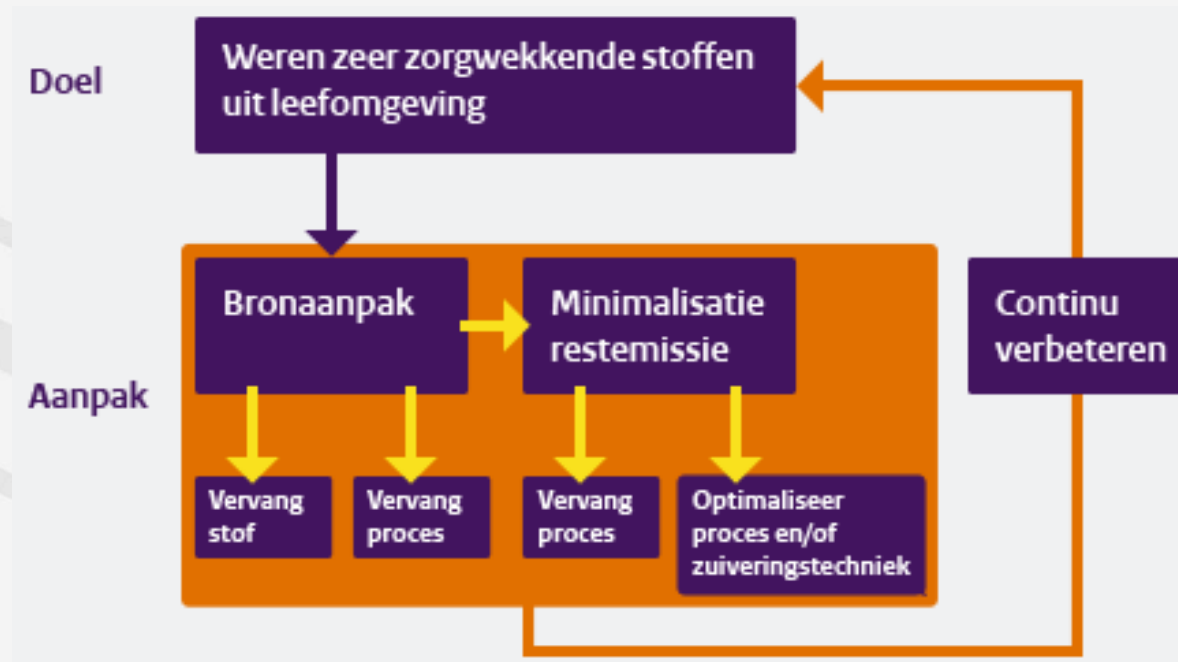 Doel
Weren zeer zorgwekkende stoffen
uit leefomgeving
Aanpak
Bronaanpak
Minimalisatie
restemissie
Continu
verbeteren
Vervang
stof
Vervang
proces
Vervang
proces
Optimaliseer
proces en/of
zuiveringstechniek